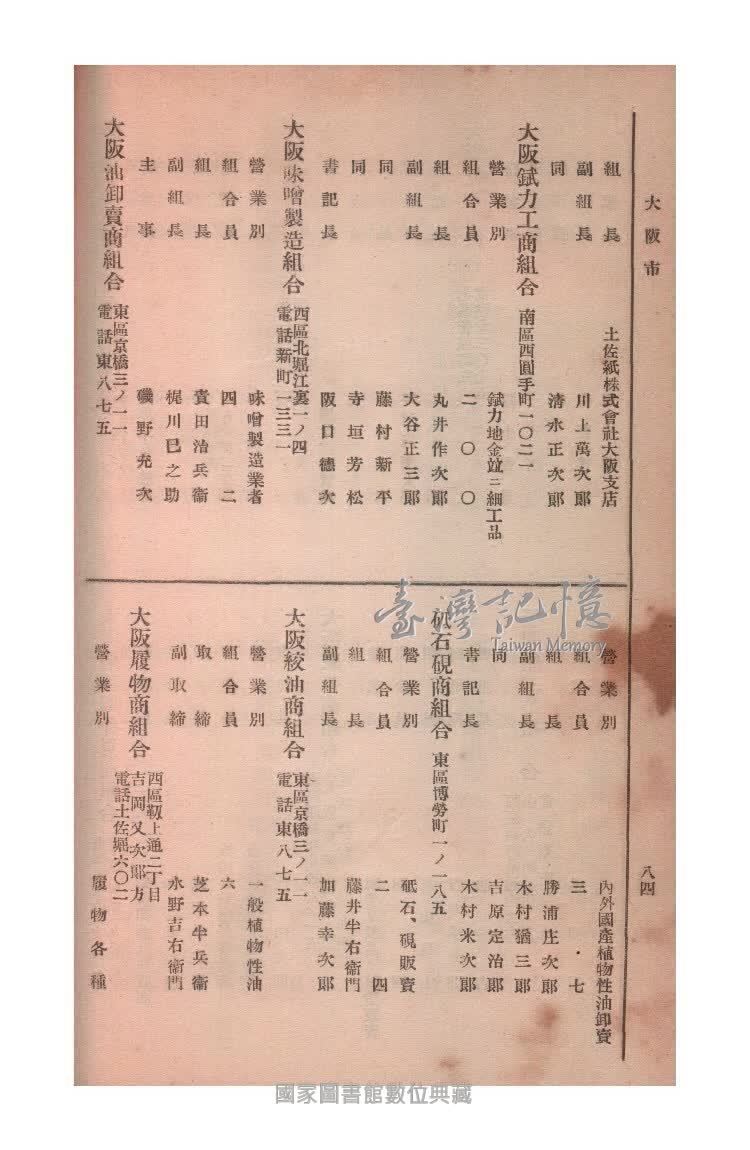 大阪市
八四
組長 土佐紙株式會社大阪支店
副組長 川上萬次郎
同 清水正次郎
大阪錻力工商組合 南區西圓手町一〇二一
營業別 錻力地金竝ニ細工品
組合員 二〇〇
組長 丸井作次郎
副組長 大谷正三郎
同 藤村新平
同 寺垣芳松
書記長 阪口德次
大阪味噌製造組合 西區北堀江裏一ノ四
電話新町一三三一
營業別 味噌製造業者
組合員 四二
組長 賣田治兵衞
副組長 梶川巳之助
主事 磯野充次
大阪油卸賣商組合 東區京橋三ノ一一
電話東八七五
營業別 內外國產植物性油卸賣
組合員 三・七
組長 勝浦庄次郎
副組長 木村猶三郎
同 吉原定治郎
書記長 木村米次郎
砥石硯商組合 東區博勞町一ノ一八五
營業別 砥石、硯販賣
組合員 二四
組長 藤井半右衞門
副組長 加藤幸次郎
大阪絞油商組合 東區京橋三ノ一一
電話東八七五
營業別 一般植物性油
組合員 六
取締 芝本半兵衞
副取締 永野吉右衞門
大阪履物商組合 西區靱上通二丁目
吉岡又次郎方
電話土佐堀六〇二
營業別 履物各種
臺灣記憶
Taiwan Memory
國家圖書館數位典藏